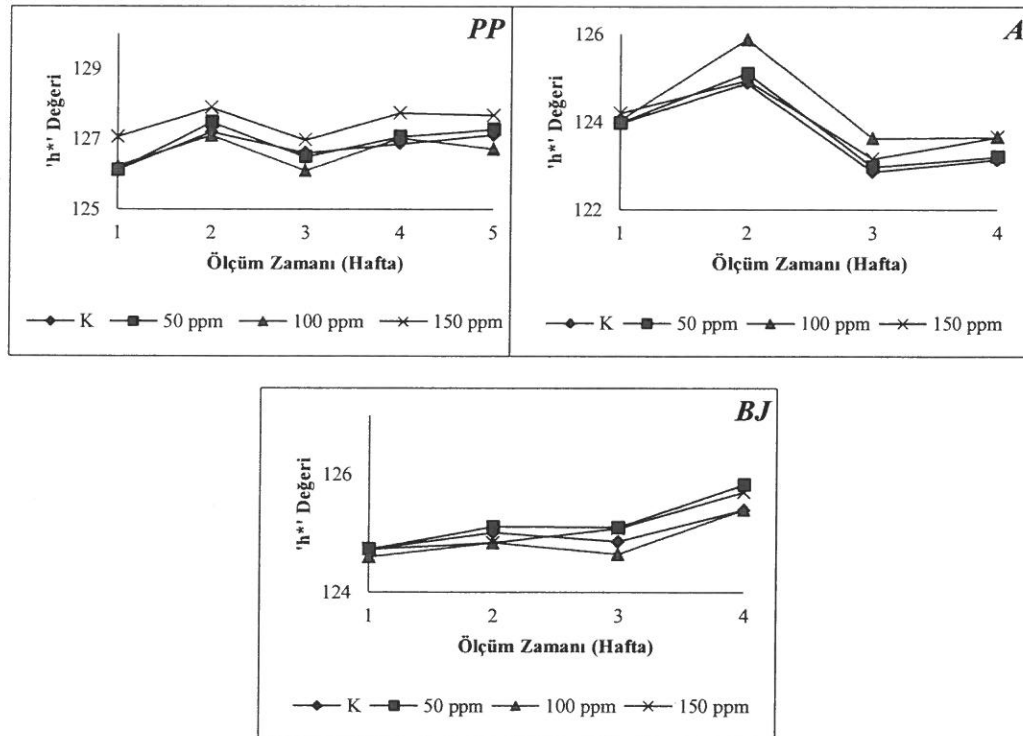 PP
129
127
125
'h*' Değeri
1 2 3 4 5
Ölçüm Zamanı (Hafta)
K 50 ppm 100 ppm 150 ppm
A
126
124
122
'h*' Değeri
1 2 3 4
Ölçüm Zamanı (Hafta)
K 50 ppm 100 ppm 150 ppm
BJ
126
124
'h*' Değeri
1 2 3 4
Ölçüm Zamanı (Hafta)
K 50 ppm 100 ppm 150 ppm